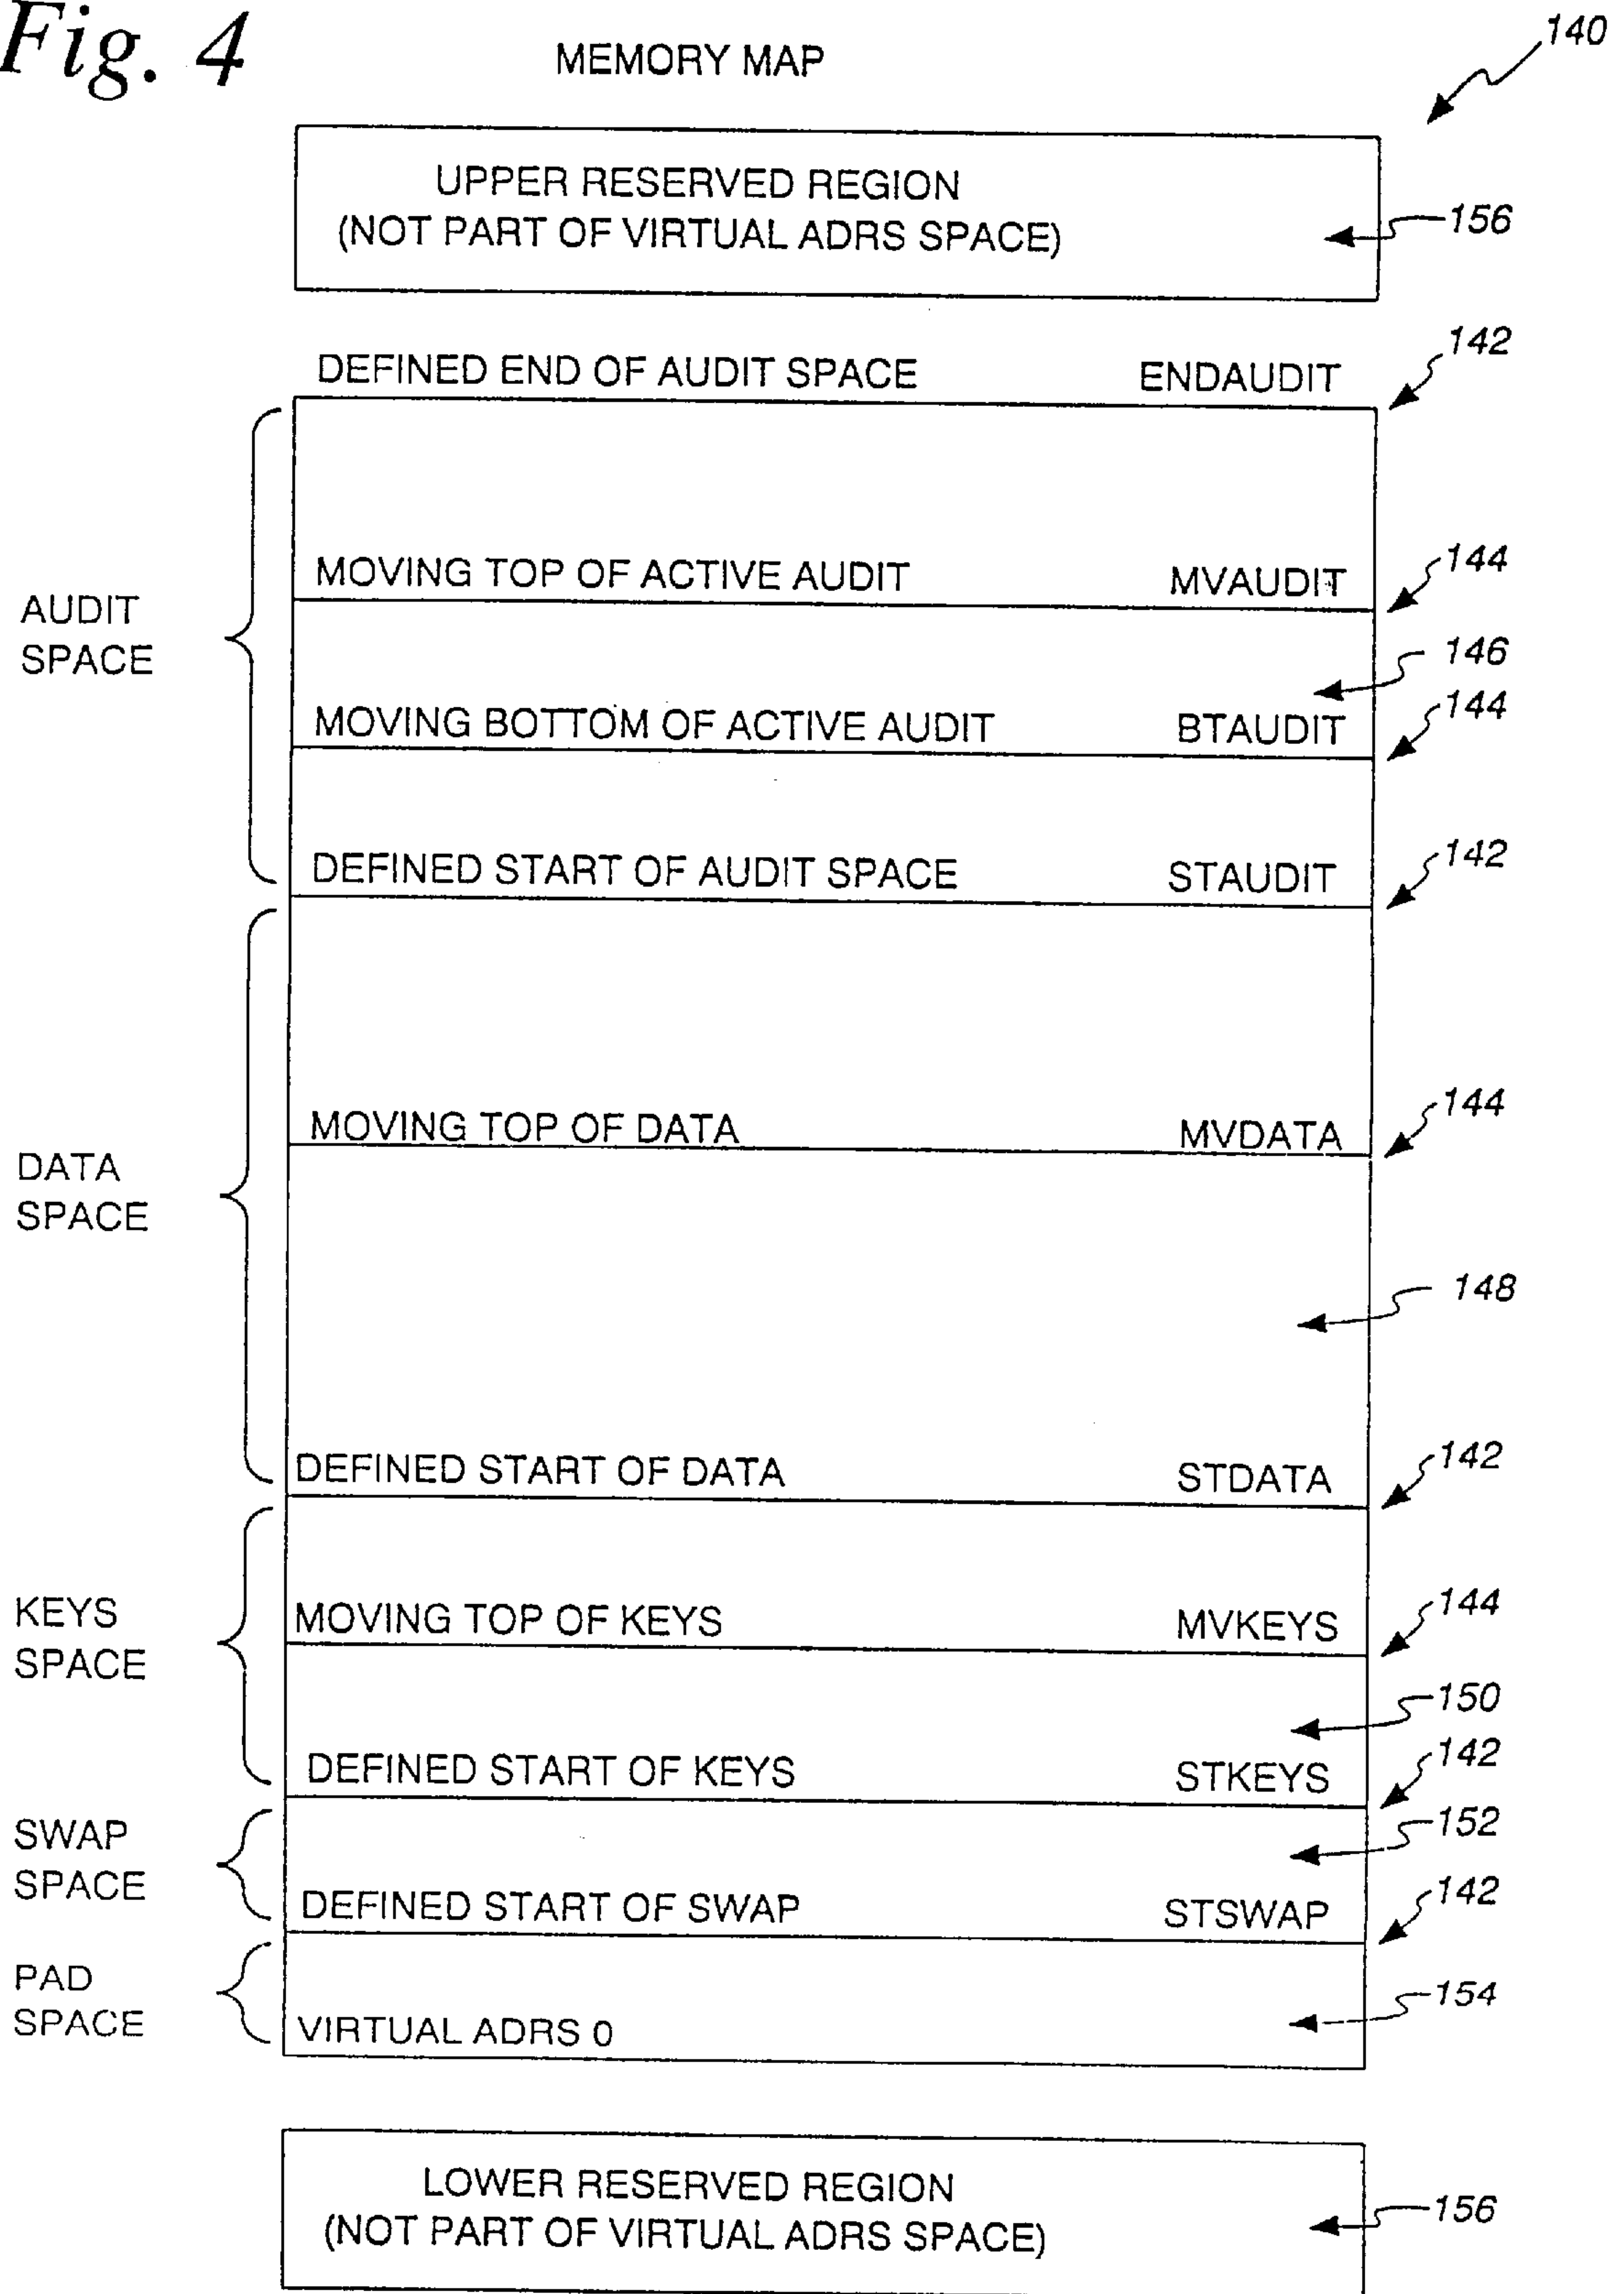 Fig. 4
MEMORY MAP
140
UPPER RESERVED REGION
(NOT PART OF VIRTUAL ADRS SPACE)
156
DEFINED END OF AUDIT SPACE ENDAUDIT
142
MOVING TOP OF ACTIVE AUDIT MVAUDIT
144
AUDIT
SPACE
146
MOVING BOTTOM OF ACTIVE AUDIT BTAUDIT
144
DEFINED START OF AUDIT SPACE STAUDIT
142
MOVING TOP OF DATA MVDATA
144
DATA
SPACE
148
DEFINED START OF DATA STDATA
142
KEYS
SPACE
MOVING TOP OF KEYS MVKEYS
144
150
DEFINED START OF KEYS STKEYS
142
SWAP
SPACE
152
DEFINED START OF SWAP STSWAP
142
PAD
SPACE
154
VIRTUAL ADRS 0
LOWER RESERVED REGION
(NOT PART OF VIRTUAL ADRS SPACE)
156